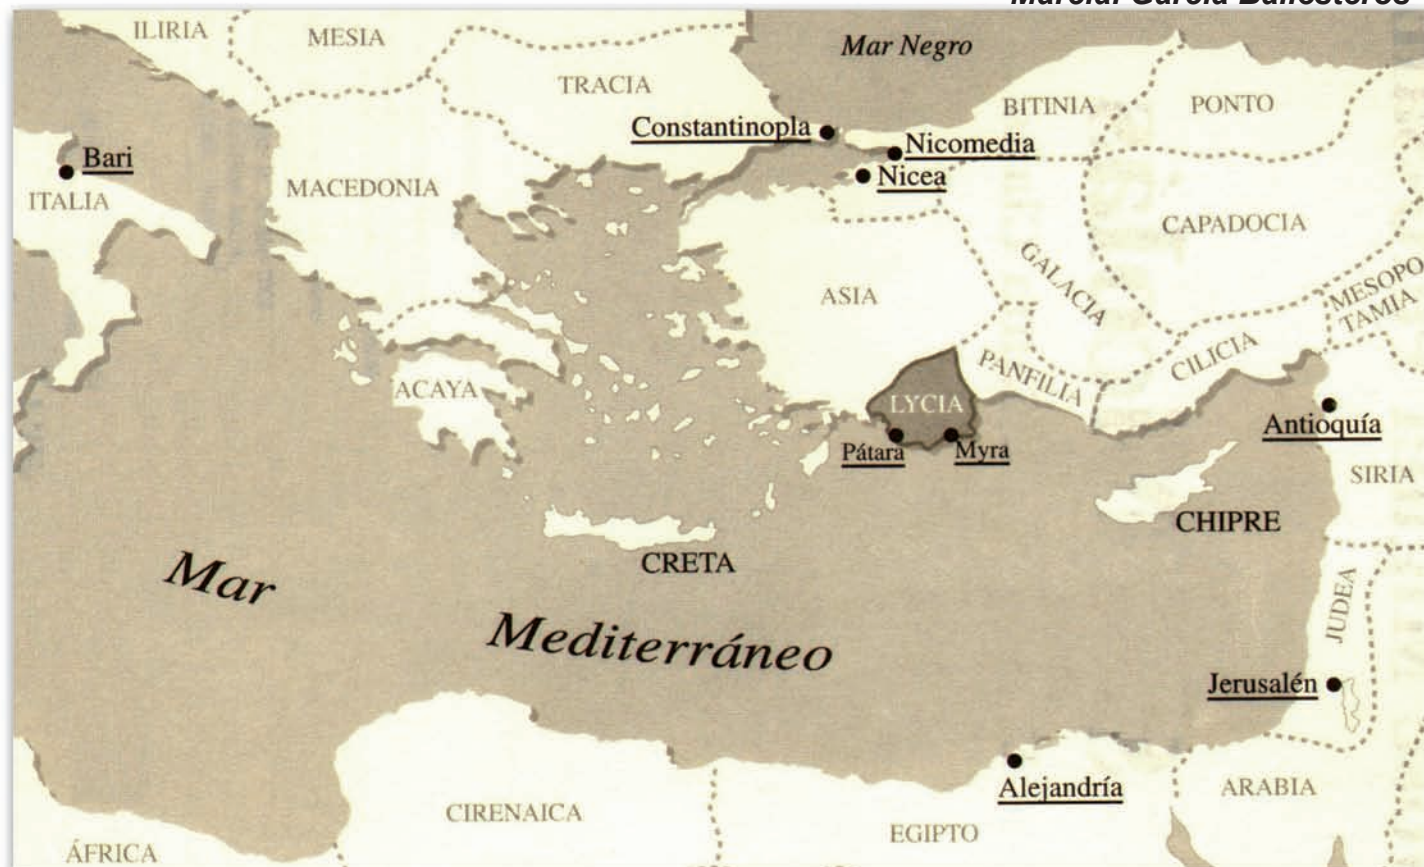 Marcial García Ballesteros
ILIRIA
MESIA
Mar Negro
TRACIA
BITINIA
PONTO
Constantinopla
Nicomedia
Bari
Nicea
MACEDONIA
ITALIA
CAPADOCIA
GALACIA
ASIA
MESOPO
TAMIA
CILICIA
PANFILIA
ACAYA
LYCIA
Antioquía
Pátara
Myra
SIRIA
CHIPRE
CRETA
Mar
Mediterráneo
JUDEA
Jerusalén
Alejandría
ARABIA
CIRENAICA
EGIPTO
ÁFRICA